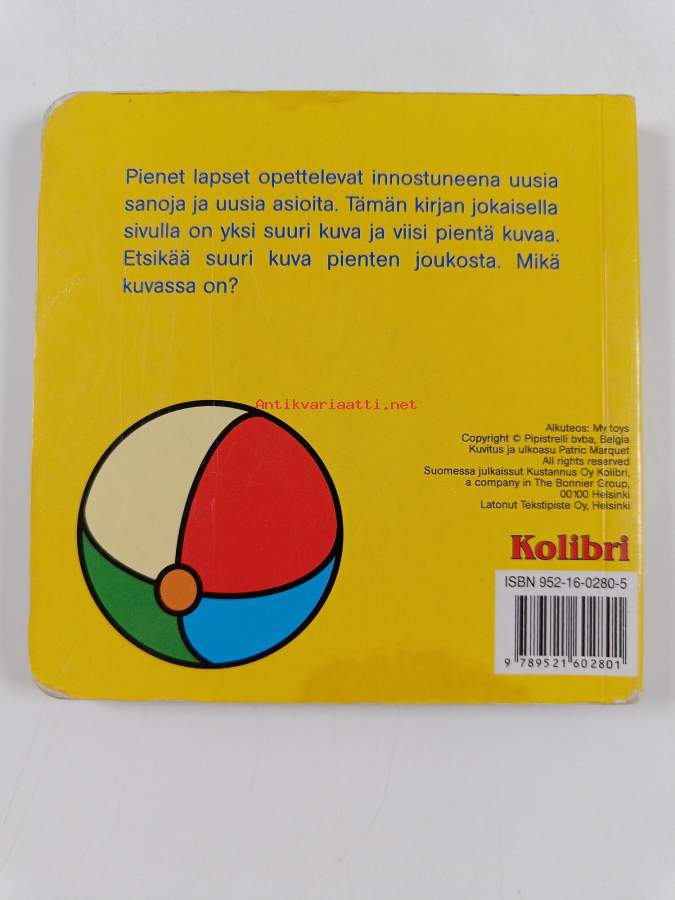 Pienet lapset opettelevat innostuneena uusia
sanoja ja uusia asioita. Tämän kirjan jokaisella
sivulla on yksi suuri kuva ja viisi pientä kuvaa.
Etsikää suuri kuva pienten joukosta. Mikä
kuvassa on?
Antikvariaatti.net
Alkuteos: My toys
Copyright © Pipistrelli bvba, Belgia
Kuvitus ja ulkoasu Patric Marquet
All rights reserved
Suomessa julkaissut Kustannus Oy Kolibri,
a company in The Bonnier Group,
00100 Helsinki
Latonut Tekstipiste Oy, Helsinki
Kolibri
ISBN 952-16-0280-5
9 789521 602801